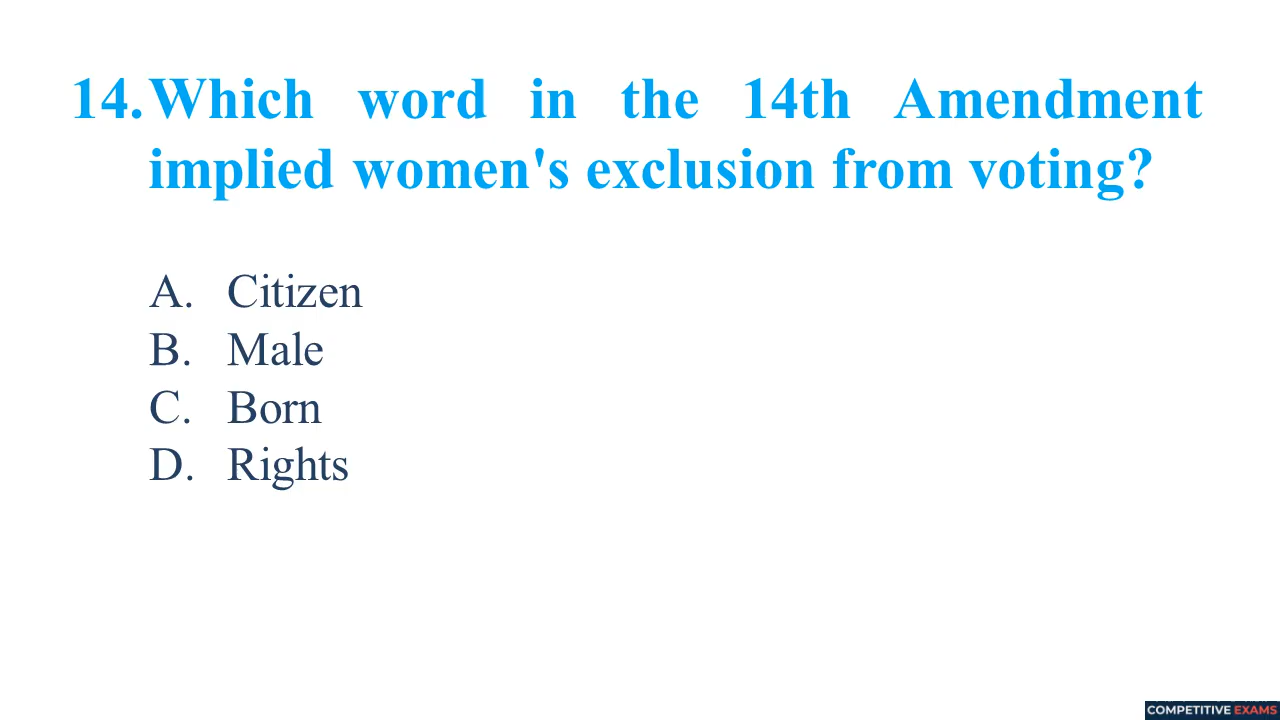 14. Which word in the 14th Amendment
implied women's exclusion from voting?
A. Citizen
B. Male
C. Born
D. Rights
COMPETITIVE EXAMS